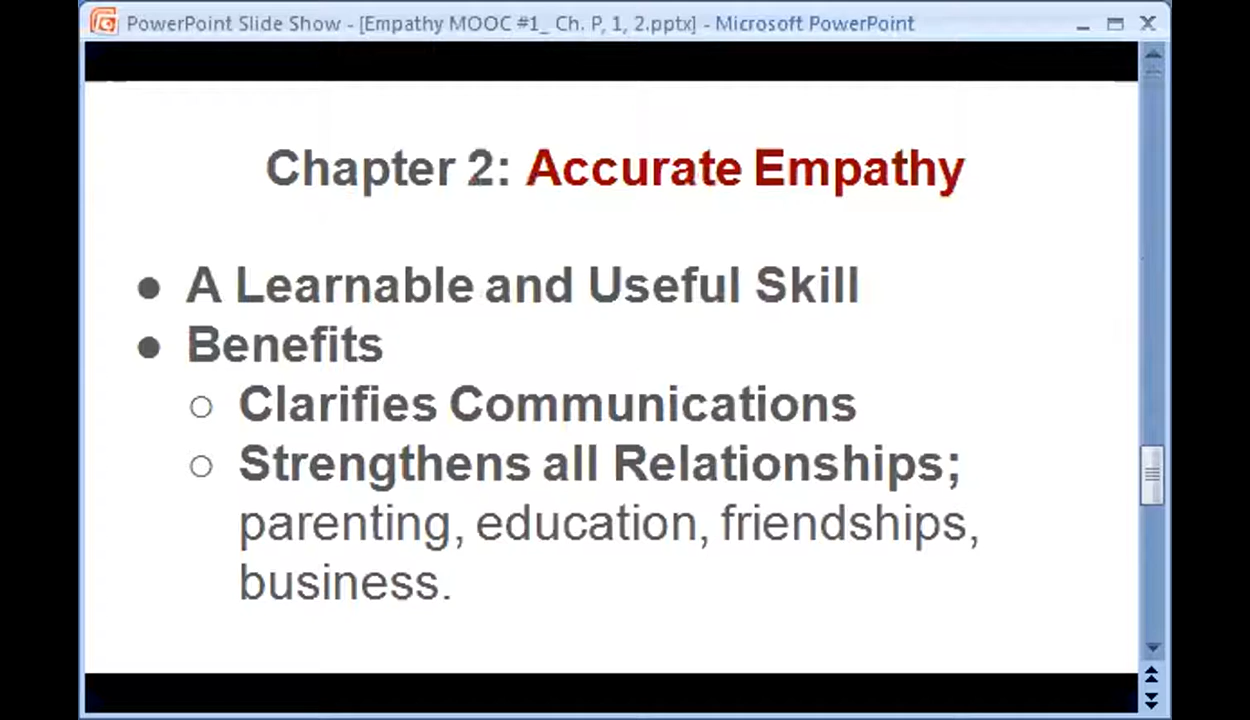 PowerPoint Slide Show - [Empathy MOOC #1_ Ch. P, 1, 2.pptx] - Microsoft PowerPoint
Chapter 2: Accurate Empathy
● A Learnable and Useful Skill
● Benefits
○ Clarifies Communications
○ Strengthens all Relationships;
parenting, education, friendships,
business.